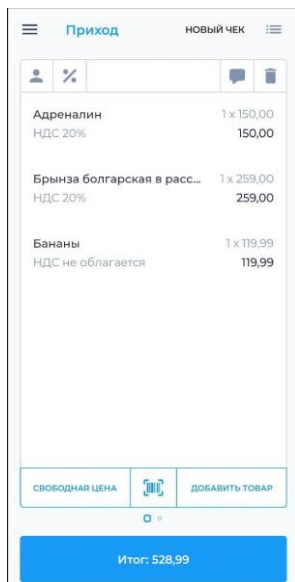 Приход
НОВЫЙ ЧЕК
Адреналин 1 x 150,00
НДС 20% 150,00
Брынза болгарская в расс... 1 x 259,00
НДС 20% 259,00
Бананы 1 x 119,99
НДС не облагается 119,99
СВОБОДНАЯ ЦЕНА
ДОБАВИТЬ ТОВАР
Итог: 528,99